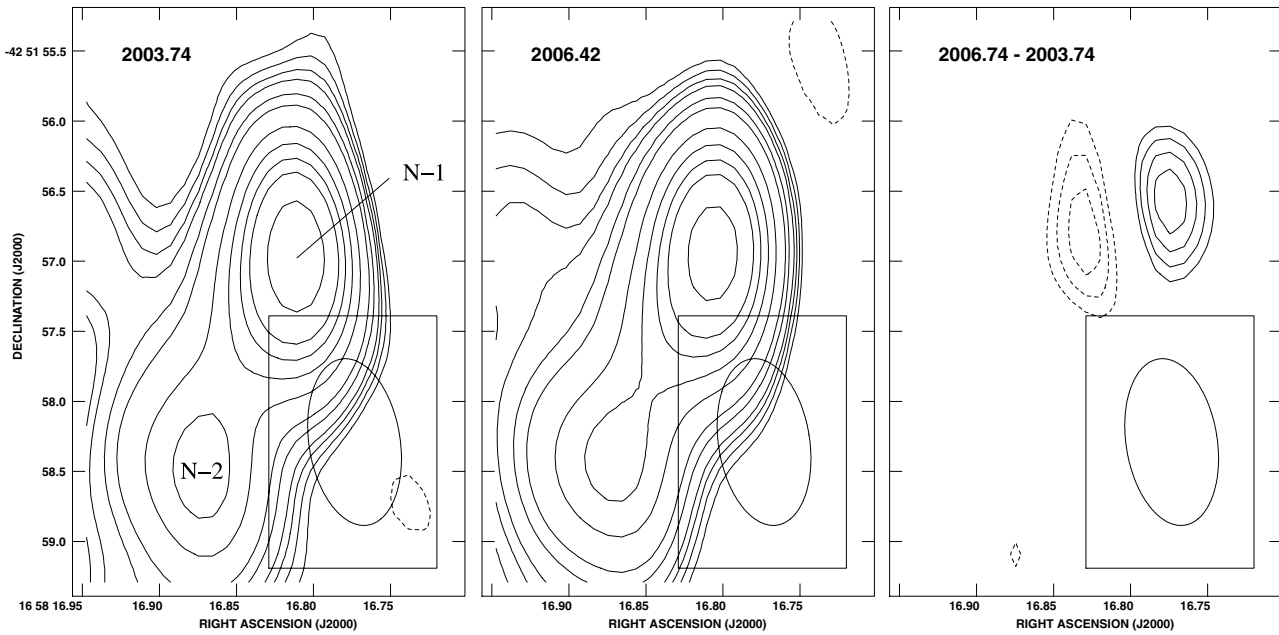 2003.74
2006.42
2006.74 - 2003.74
N-1
N-2
DECLINATION (J2000)
-42 51 55.5
56.0
56.5
57.0
57.5
58.0
58.5
59.0
16 58 16.95 16.90 16.85 16.80 16.75
RIGHT ASCENSION (J2000)
16.90 16.85 16.80 16.75
RIGHT ASCENSION (J2000)
16.90 16.85 16.80 16.75
RIGHT ASCENSION (J2000)